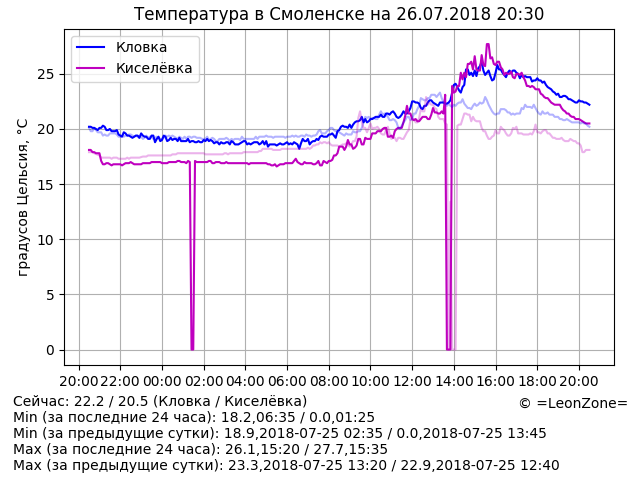 Температура в Смоленске на 26.07.2018 20:30
Кловка
Киселёвка
градусов Цельсия, °C
25
20
15
10
5
0
20:00 22:00 00:00 02:00 04:00 06:00 08:00 10:00 12:00 14:00 16:00 18:00 20:00
Сейчас: 22.2 / 20.5 (Кловка / Киселёвка)
© =LeonZone=
Min (за последние 24 часа): 18.2,06:35 / 0.0,01:25
Min (за предыдущие сутки): 18.9,2018-07-25 02:35 / 0.0,2018-07-25 13:45
Max (за последние 24 часа): 26.1,15:20 / 27.7,15:35
Max (за предыдущие сутки): 23.3,2018-07-25 13:20 / 22.9,2018-07-25 12:40